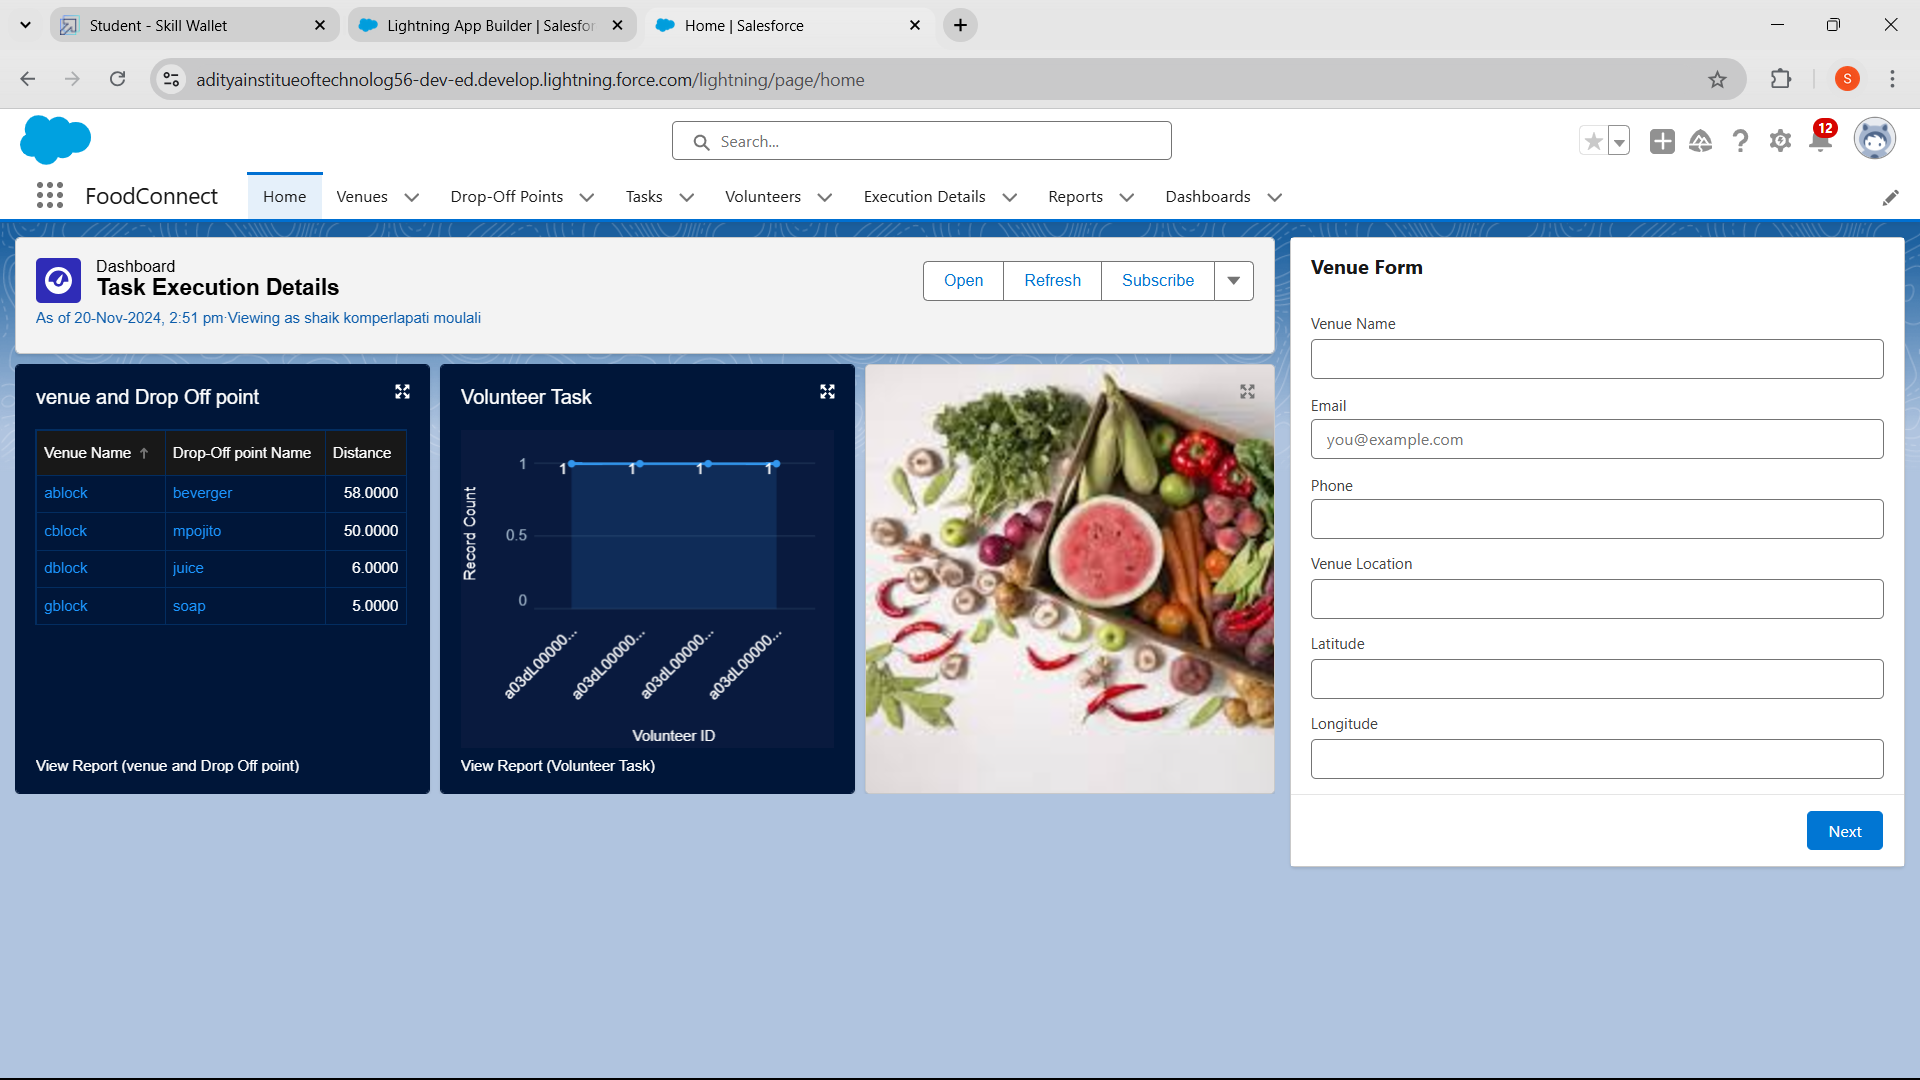 Student - Skill Wallet
Lightning App Builder | Salesfor
Home | Salesforce
adityainstitueoftechnolog56-dev-ed.develop.lightning.force.com/lightning/page/home
S
Search...
12
FoodConnect
Home
Venues
Drop-Off Points
Tasks
Volunteers
Execution Details
Reports
Dashboards
Dashboard
Task Execution Details
As of 20-Nov-2024, 2:51 pm·Viewing as shaik komperlapati moulali
Open
Refresh
Subscribe
venue and Drop Off point
Venue Name ↑ Drop-Off point Name Distance
ablock beverger 58.0000
cblock mpojito 50.0000
dblock juice 6.0000
gblock soap 5.0000
View Report (venue and Drop Off point)
Volunteer Task
Record Count
1
0.5
0
1 1 1 1
a03dL00000... a03dL00000... a03dL00000... a03dL00000...
Volunteer ID
View Report (Volunteer Task)
Venue Form
Venue Name
Email
you@example.com
Phone
Venue Location
Latitude
Longitude
Next